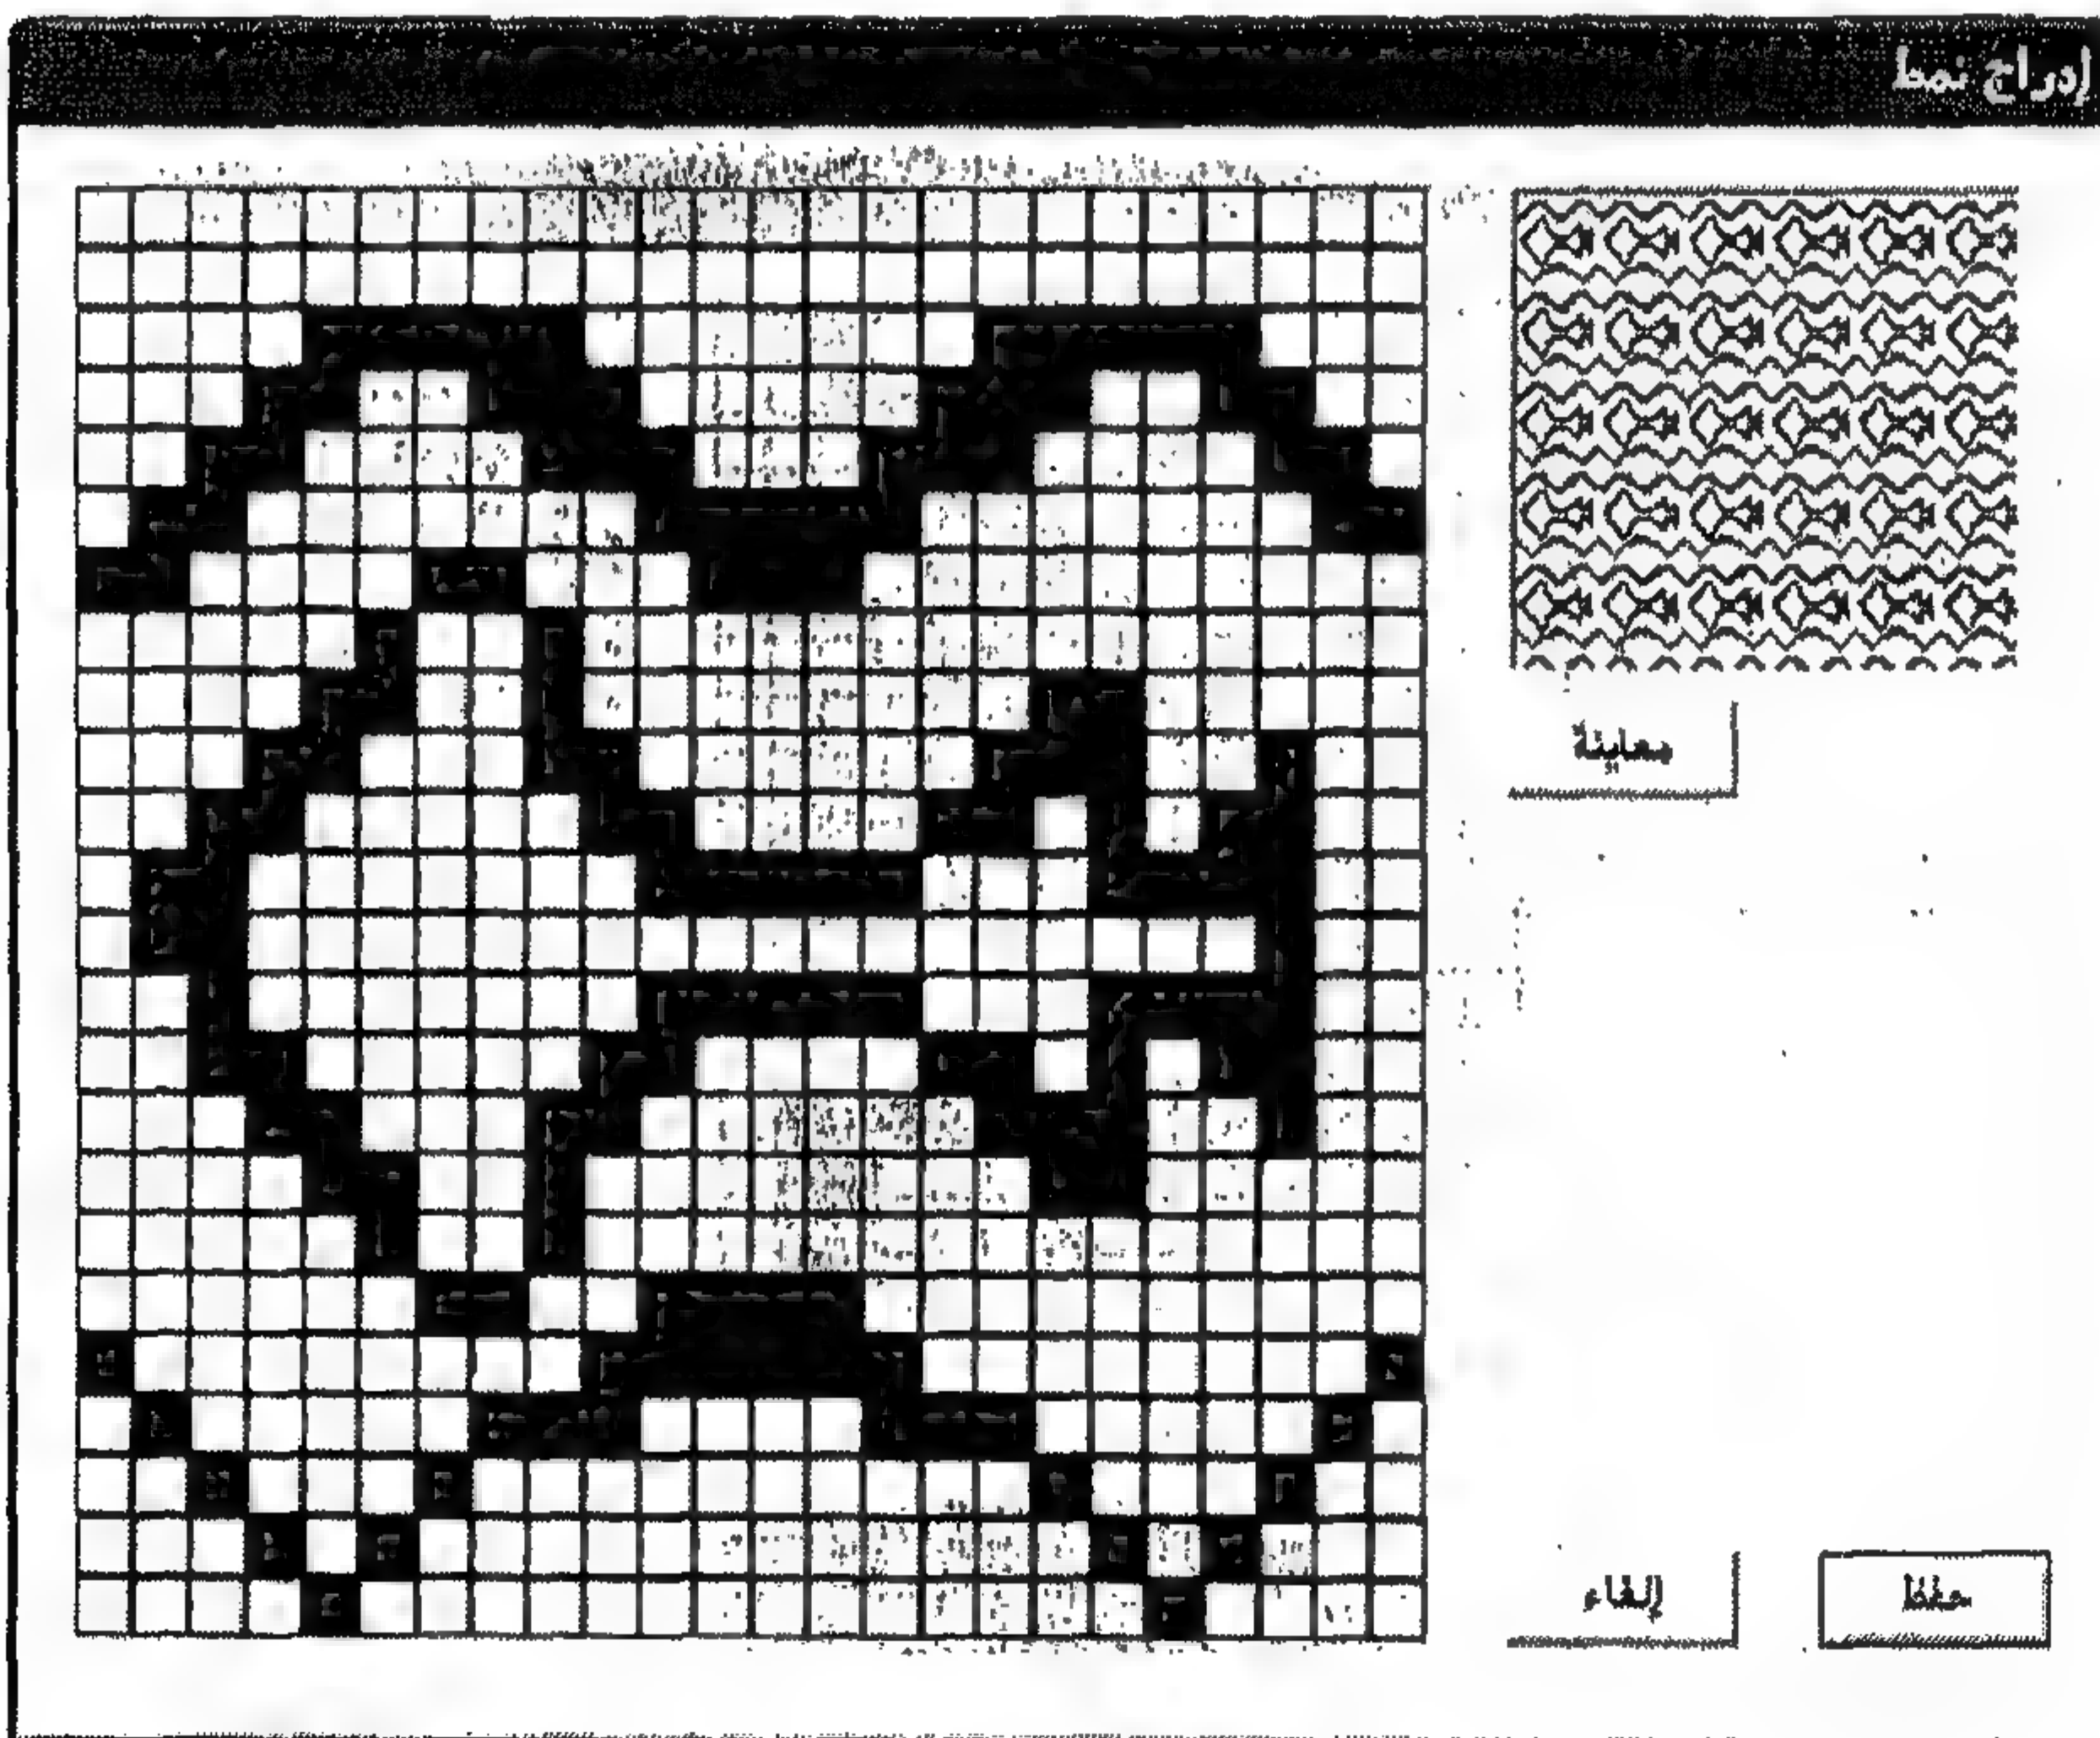 إدراج نمط
معاينة
حفظ
إلغاء